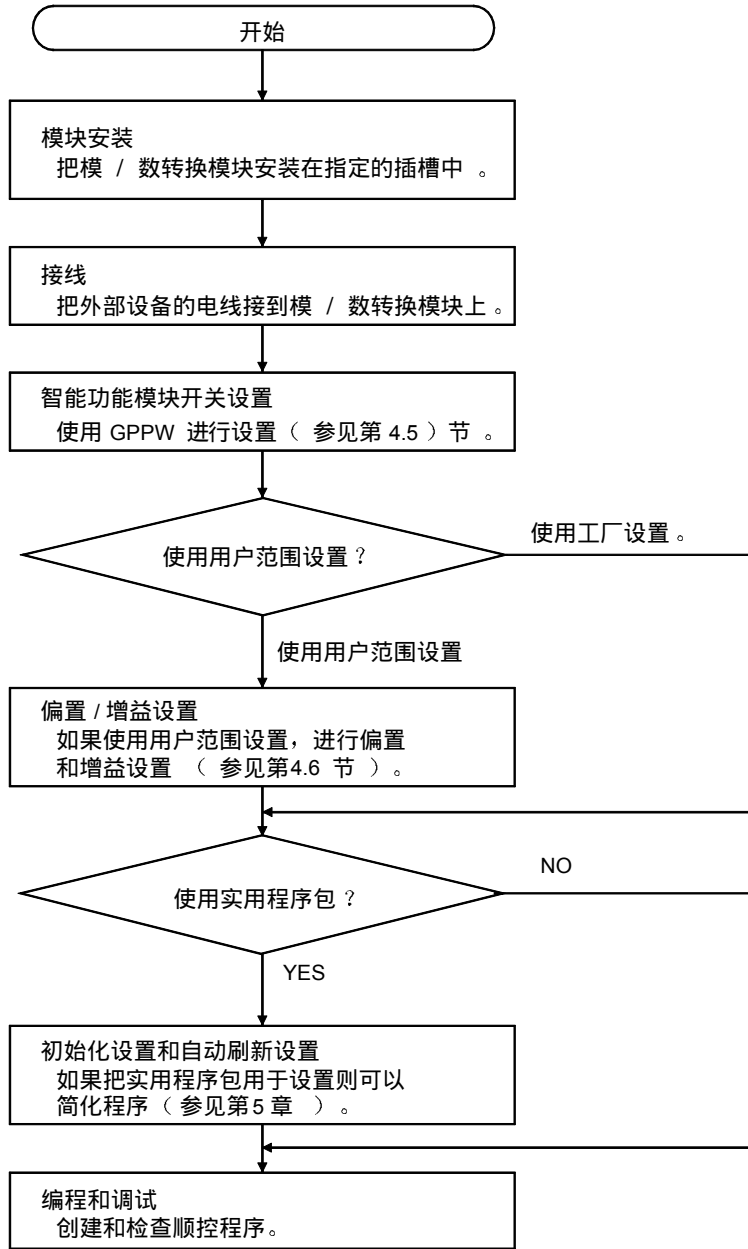 开始
模块安装
把模 / 数转换模块安装在指定的插槽中 。
接线
把外部设备的电线接到模 / 数转换模块上 。
智能功能模块开关设置
使用 GPPW 进行设置（ 参见第 4.5 ）节 。
使用用户范围设置？
使用工厂设置 。
使用用户范围设置
偏置 / 增益设置
如果使用用户范围设置，进行偏置
和增益设置 （ 参见第4.6 节 ）。
使用实用程序包？
NO
YES
初始化设置和自动刷新设置
如果把实用程序包用于设置则可以
简化程序（ 参见第5 章 ）。
编程和调试
创建和检查顺控程序。